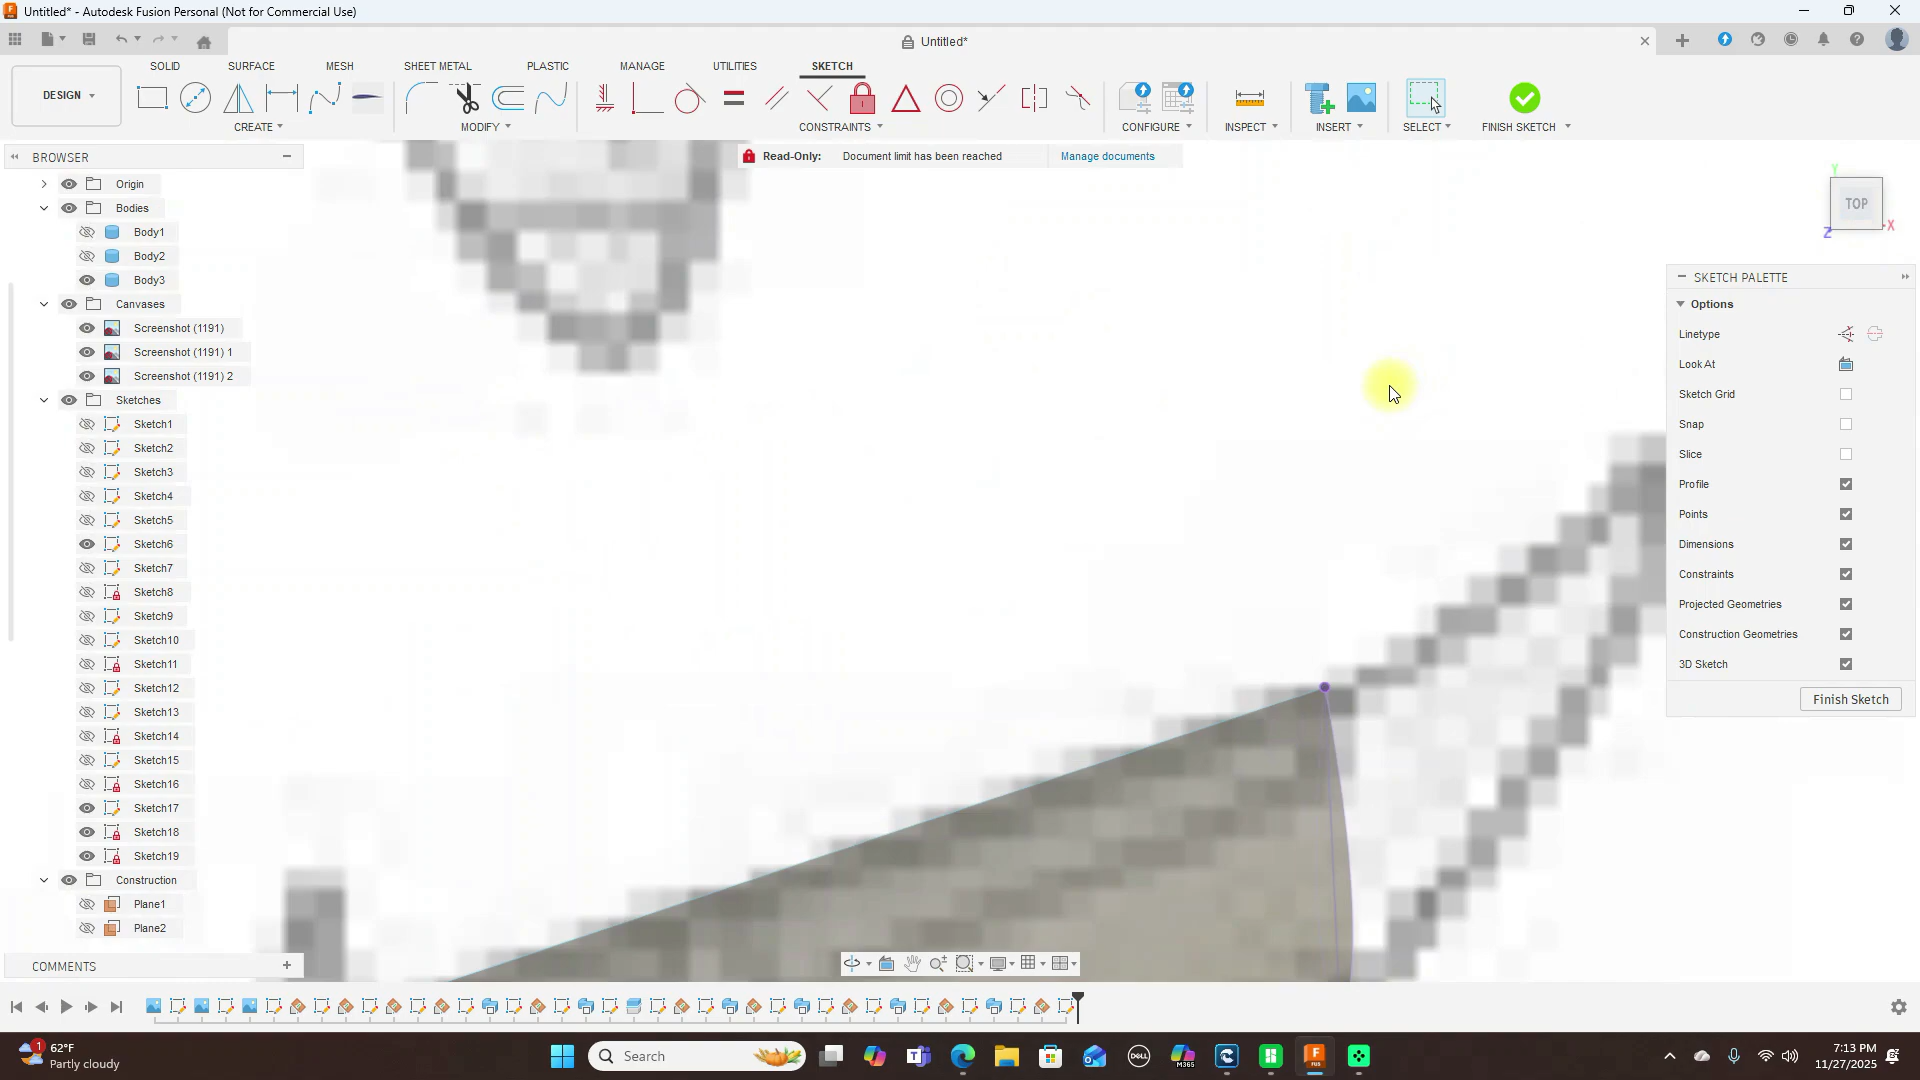 Untitled* - Autodesk Fusion Personal (Not for Commercial Use)
Untitled*
SOLID SURFACE MESH SHEET METAL PLASTIC MANAGE UTILITIES SKETCH
DESIGN
CREATE MODIFY CONSTRAINTS CONFIGURE INSPECT INSERT SELECT FINISH SKETCH
BROWSER
Read-Only: Document limit has been reached Manage documents
Origin
Bodies
Body1
Body2
Body3
Canvases
Screenshot (1191)
Screenshot (1191) 1
Screenshot (1191) 2
Sketches
Sketch1
Sketch2
Sketch3
Sketch4
Sketch5
Sketch6
Sketch7
Sketch8
Sketch9
Sketch10
Sketch11
Sketch12
Sketch13
Sketch14
Sketch15
Sketch16
Sketch17
Sketch18
Sketch19
Construction
Plane1
Plane2
COMMENTS
Y
TOP
X
Z
SKETCH PALETTE
Options
Linetype
Look At
Sketch Grid
Snap
Slice
Profile
Points
Dimensions
Constraints
Projected Geometries
Construction Geometries
3D Sketch
Finish Sketch
1
62°F
Partly cloudy
Search
DELL
M365
FUS
7:13 PM
11/27/2025